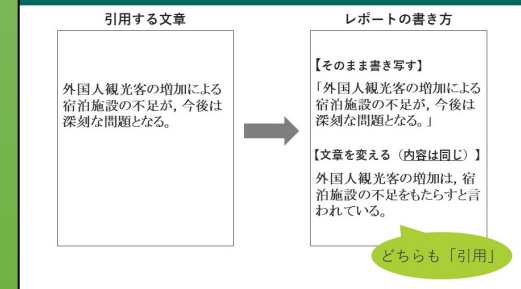 引用する文章
外国人観光客の増加による
宿泊施設の不足が，今後は
深刻な問題となる。
レポートの書き方
【そのまま書き写す】
「外国人観光客の増加による
宿泊施設の不足が，今後は
深刻な問題となる。」
【文章を変える（内容は同じ）】
外国人観光客の増加は，宿
泊施設の不足をもたらすと言
われている。
どちらも「引用」